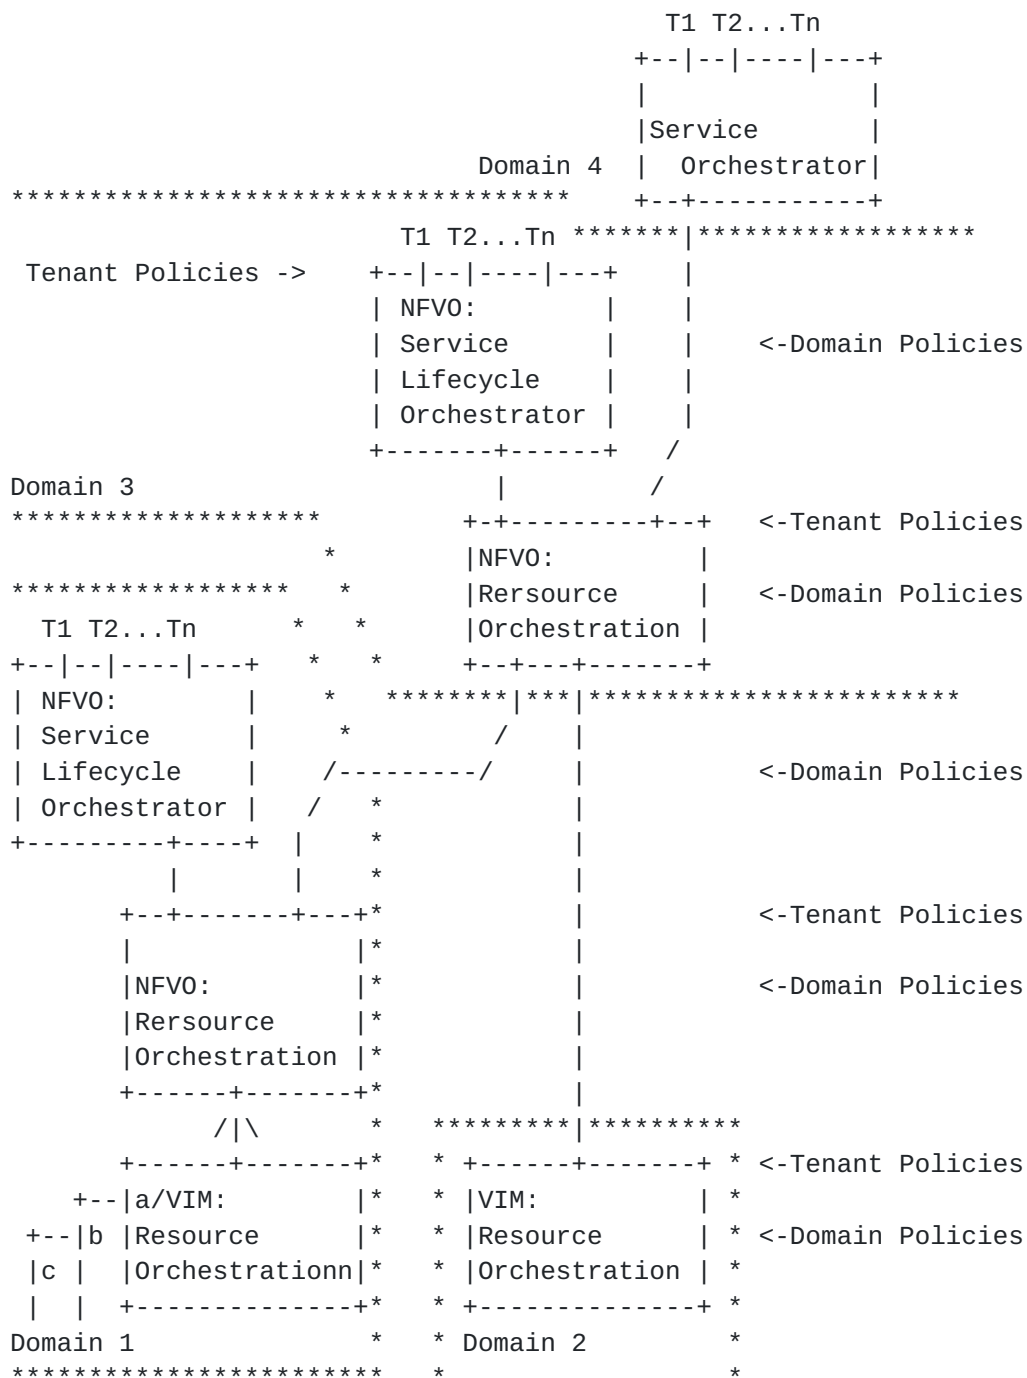 T1 T2...Tn
                                        +--|--|----|---+
                                        |              |
                                        |Service       |
                              Domain 4  |  Orchestrator|
************************************    +--+-----------+
                         T1 T2...Tn *******|******************
 Tenant Policies ->    +--|--|----|---+    |
                       | NFVO:        |    |
                       | Service      |    |    <-Domain Policies
                       | Lifecycle    |    |
                       | Orchestrator |    |
                       +-------+------+   /
Domain 3                       |         /
********************         +-+---------+--+   <-Tenant Policies
                    *        |NFVO:         |
******************   *       |Rersource     |   <-Domain Policies
  T1 T2...Tn      *   *      |Orchestration |
+--|--|----|---+   *   *     +--+---+-------+
| NFVO:        |    *   ********|***|************************
| Service      |     *         /    |
| Lifecycle    |    /---------/     |           <-Domain Policies
| Orchestrator |   /   *            |
+---------+----+  |    *            |
          |       |    *            |
       +--+-------+---+*            |           <-Tenant Policies
       |              |*            |
       |NFVO:         |*            |           <-Domain Policies
       |Rersource     |*            |
       |Orchestration |*            |
       +------+-------+*            |
             /|\       *   *********|**********
       +------+-------+*   * +------+-------+ * <-Tenant Policies
    +--|a/VIM:        |*   * |VIM:          | *
 +--|b |Resource      |*   * |Resource      | * <-Domain Policies
 |c |  |Orchestrationn|*   * |Orchestration | *
 |  |  +--------------+*   * +--------------+ *
Domain 1               *   * Domain 2         *
************************   *                  *